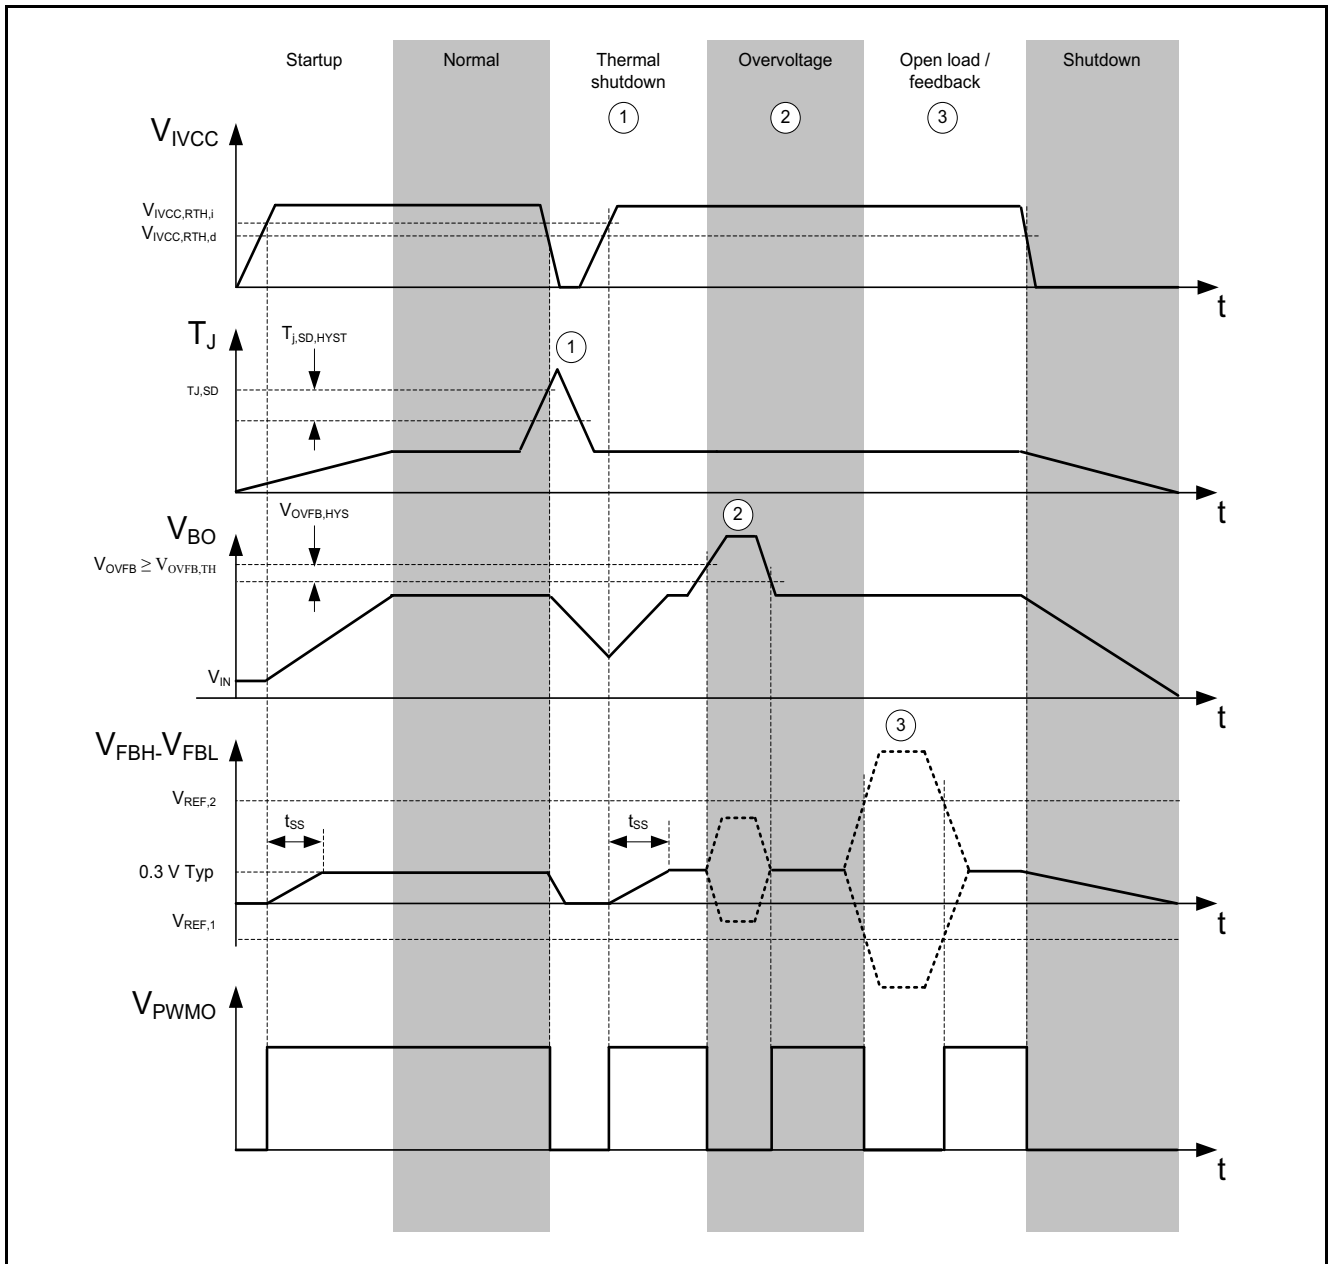 Startup
Normal
Thermal
shutdown
1
Overvoltage
2
Open load /
feedback
3
Shutdown
VIVCC
VIVCC,RTH,i
VIVCC,RTH,d
t
TJ
Tj,SD,HYST
1
TJ,SD
t
VBO
VOVFB,HYS
2
VOVFB ≥ VOVFB,TH
VIN
t
VFBH-VFBL
3
VREF,2
tSS
tSS
0.3 V Typ
VREF,1
t
VPWMO
t